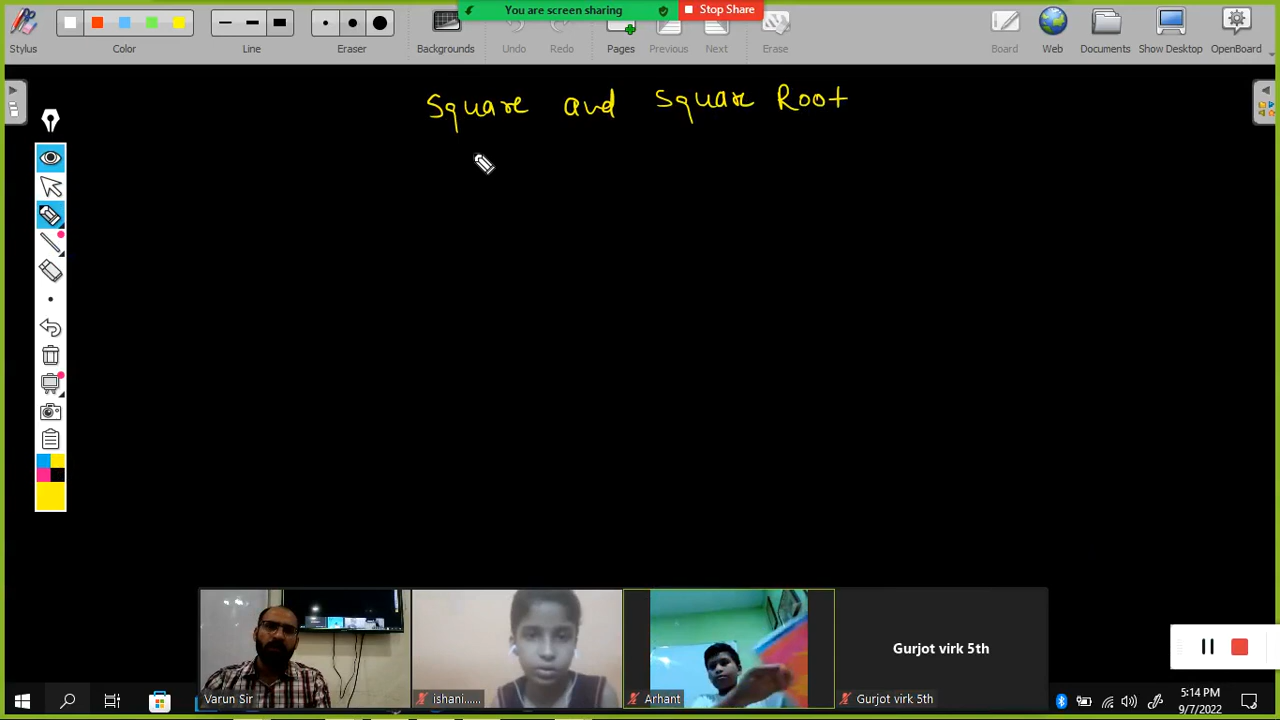 You are screen sharing
Stop Share
Stylus
Color
Line
Eraser
Backgrounds
Undo
Redo
Pages
Previous
Next
Erase
Board
Web
Documents
Show Desktop
OpenBoard
Square and Square Root
Gurjot virk 5th
Varun Sir
ishani......
Arhant
Gurjot virk 5th
5:14 PM
9/7/2022